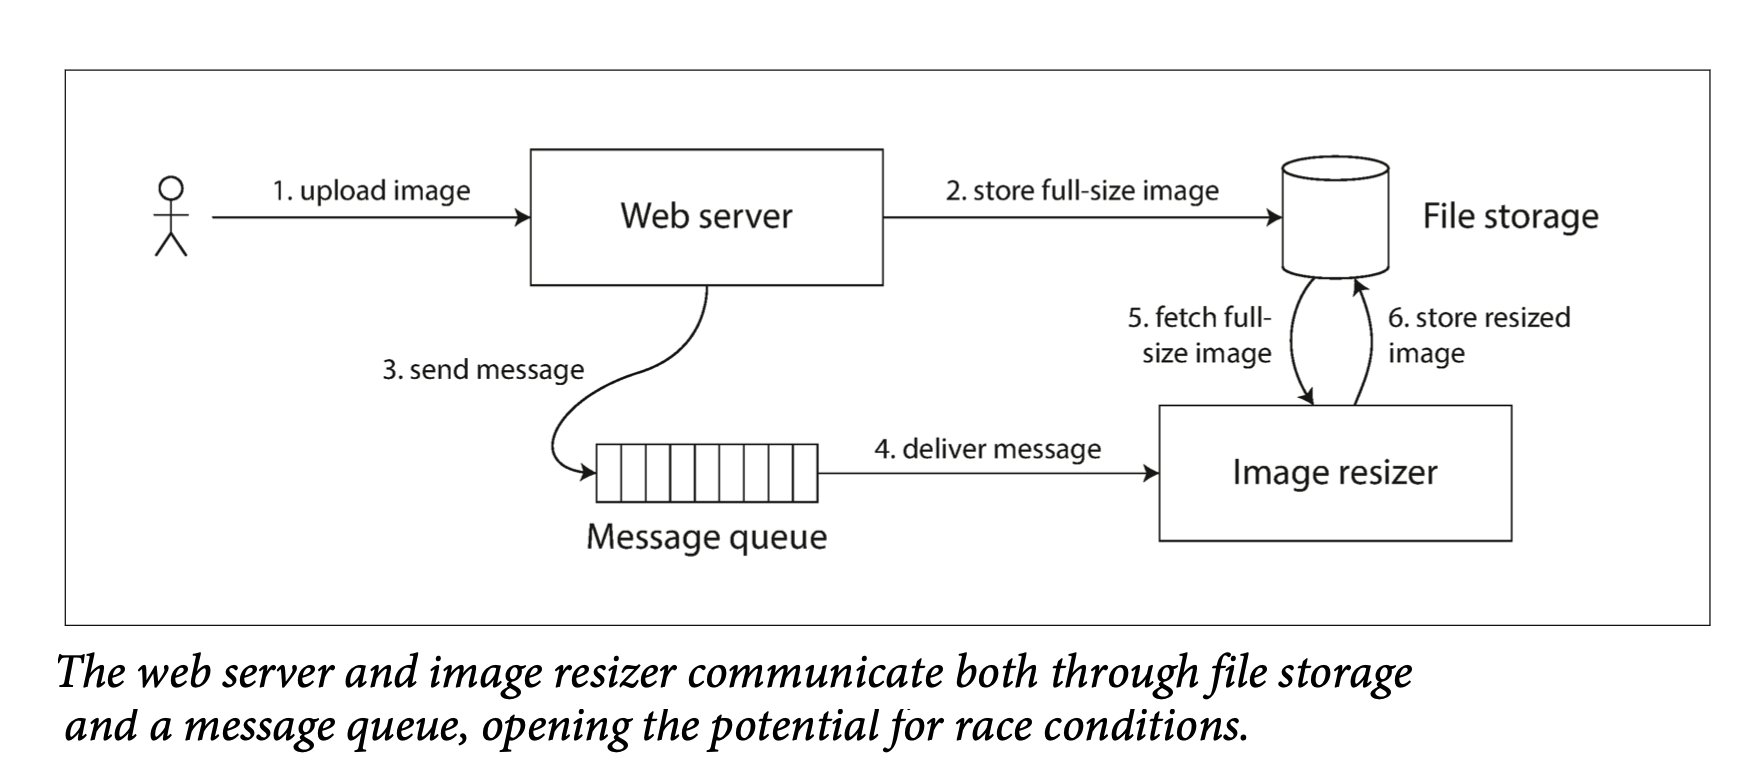 1. upload image
Web server
2. store full-size image
File storage
3. send message
5. fetch full-
size image
6. store resized
image
4. deliver message
Image resizer
Message queue
The web server and image resizer communicate both through file storage
and a message queue, opening the potential for race conditions.